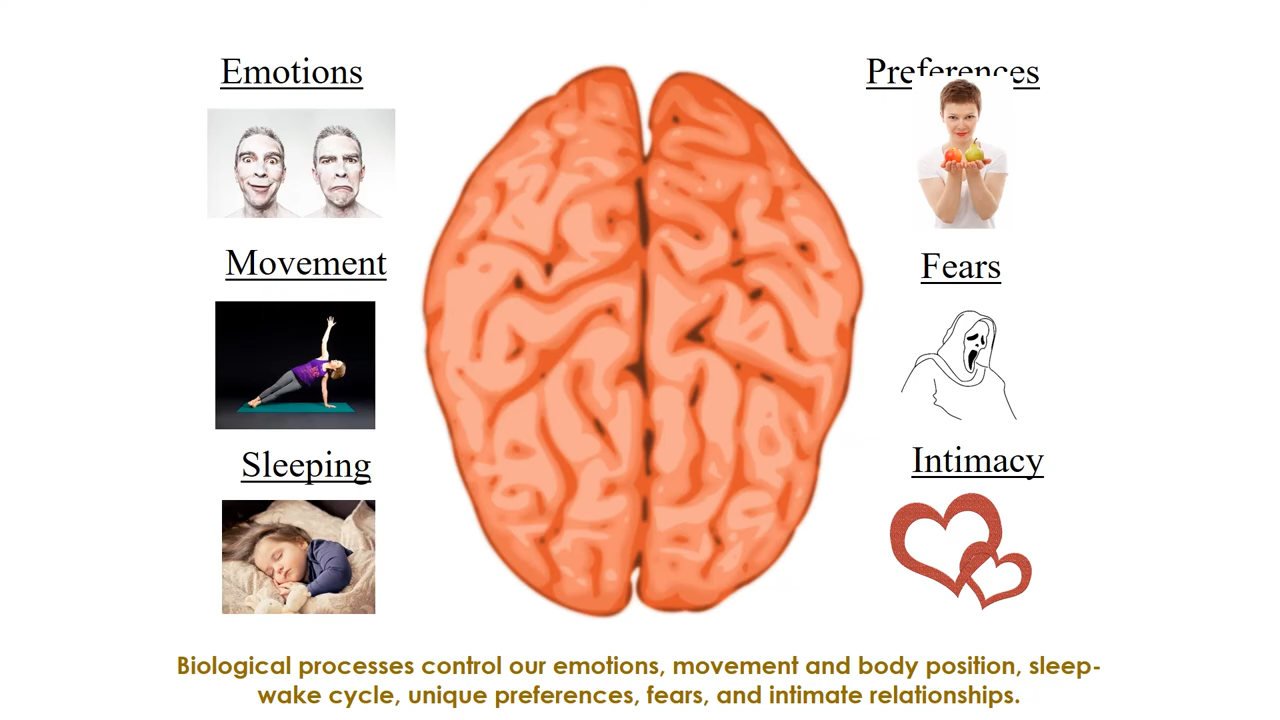 Emotions
Preferences
Movement
Fears
Sleeping
Intimacy
Biological processes control our emotions, movement and body position, sleep-
wake cycle, unique preferences, fears, and intimate relationships.